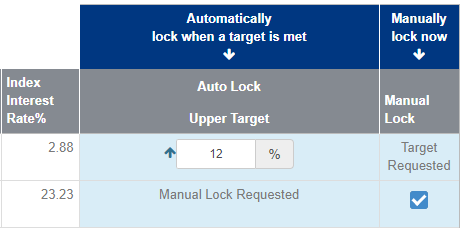 Automatically
lock when a target is met
Manually
lock now
Index
Interest
Rate%
Auto Lock
Upper Target
Manual
Lock
2.88
12
%
Target
Requested
23.23
Manual Lock Requested